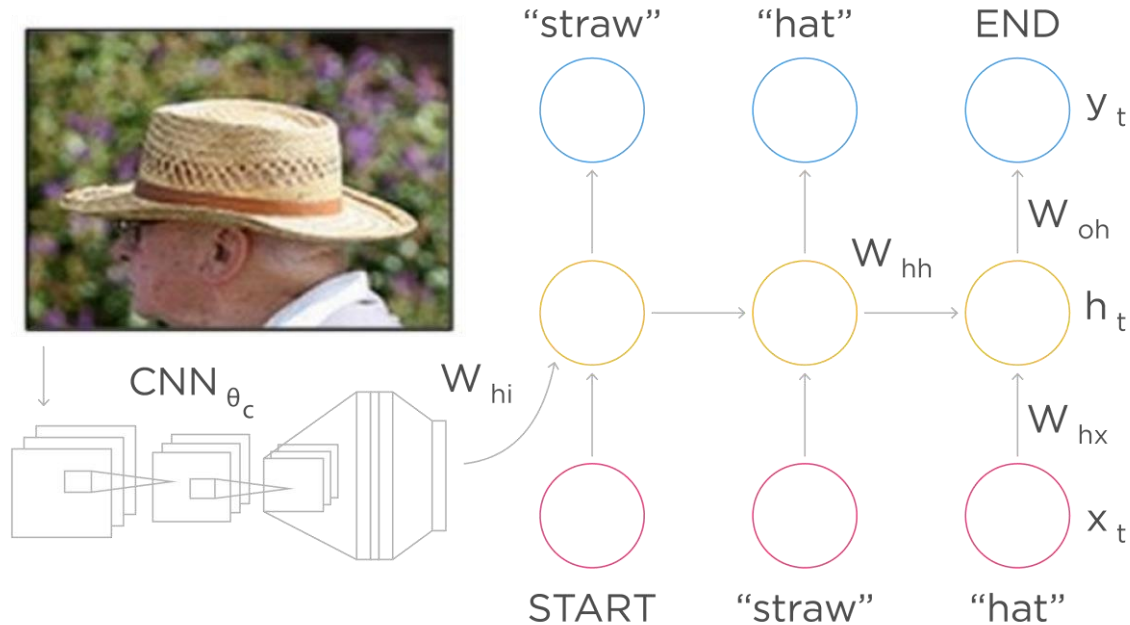 “straw” “hat” END
y t
W oh
W hh
h t
CNN θc
W hi
W hx
x t
START “straw” “hat”